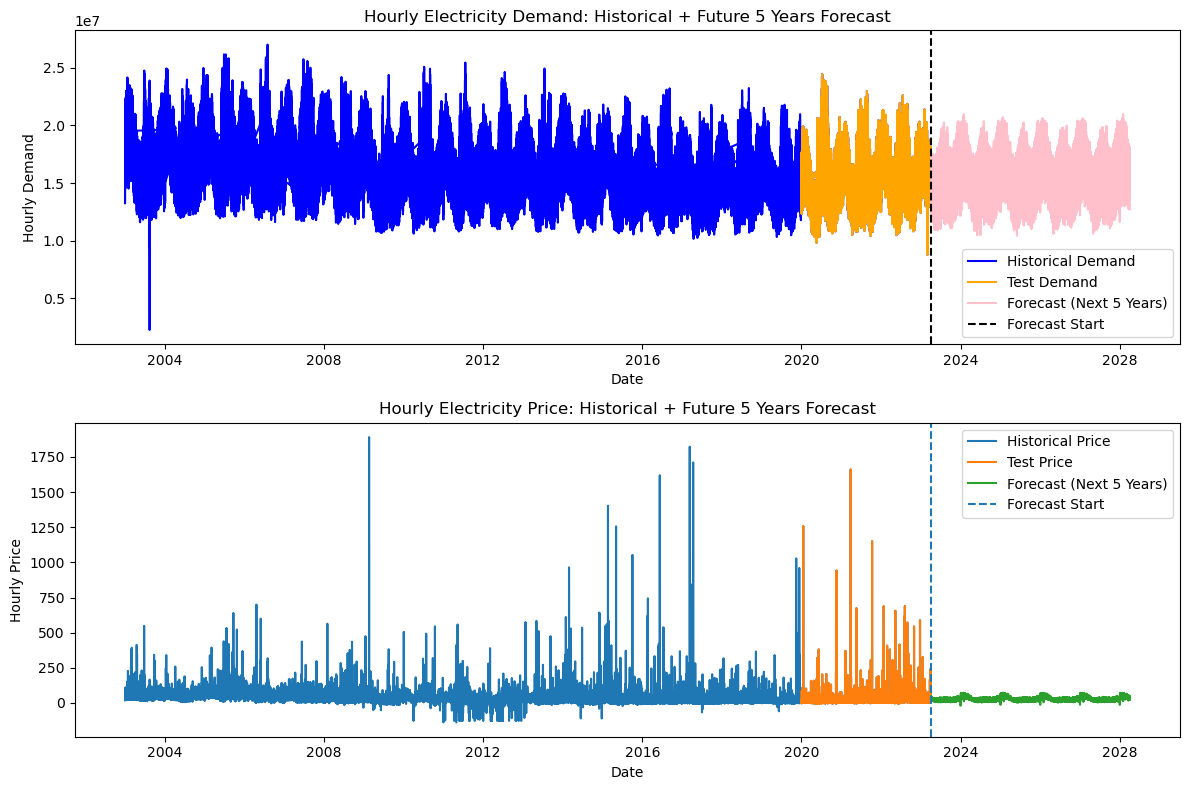 Hourly Electricity Demand: Historical + Future 5 Years Forecast
1e7
2.5
2.0
1.5
1.0
0.5
Hourly Demand
Historical Demand
Test Demand
Forecast (Next 5 Years)
Forecast Start
2004 2008 2012 2016 2020 2024 2028
Date
Hourly Electricity Price: Historical + Future 5 Years Forecast
1750
1500
1250
1000
750
500
250
0
Hourly Price
Historical Price
Test Price
Forecast (Next 5 Years)
Forecast Start
2004 2008 2012 2016 2020 2024 2028
Date